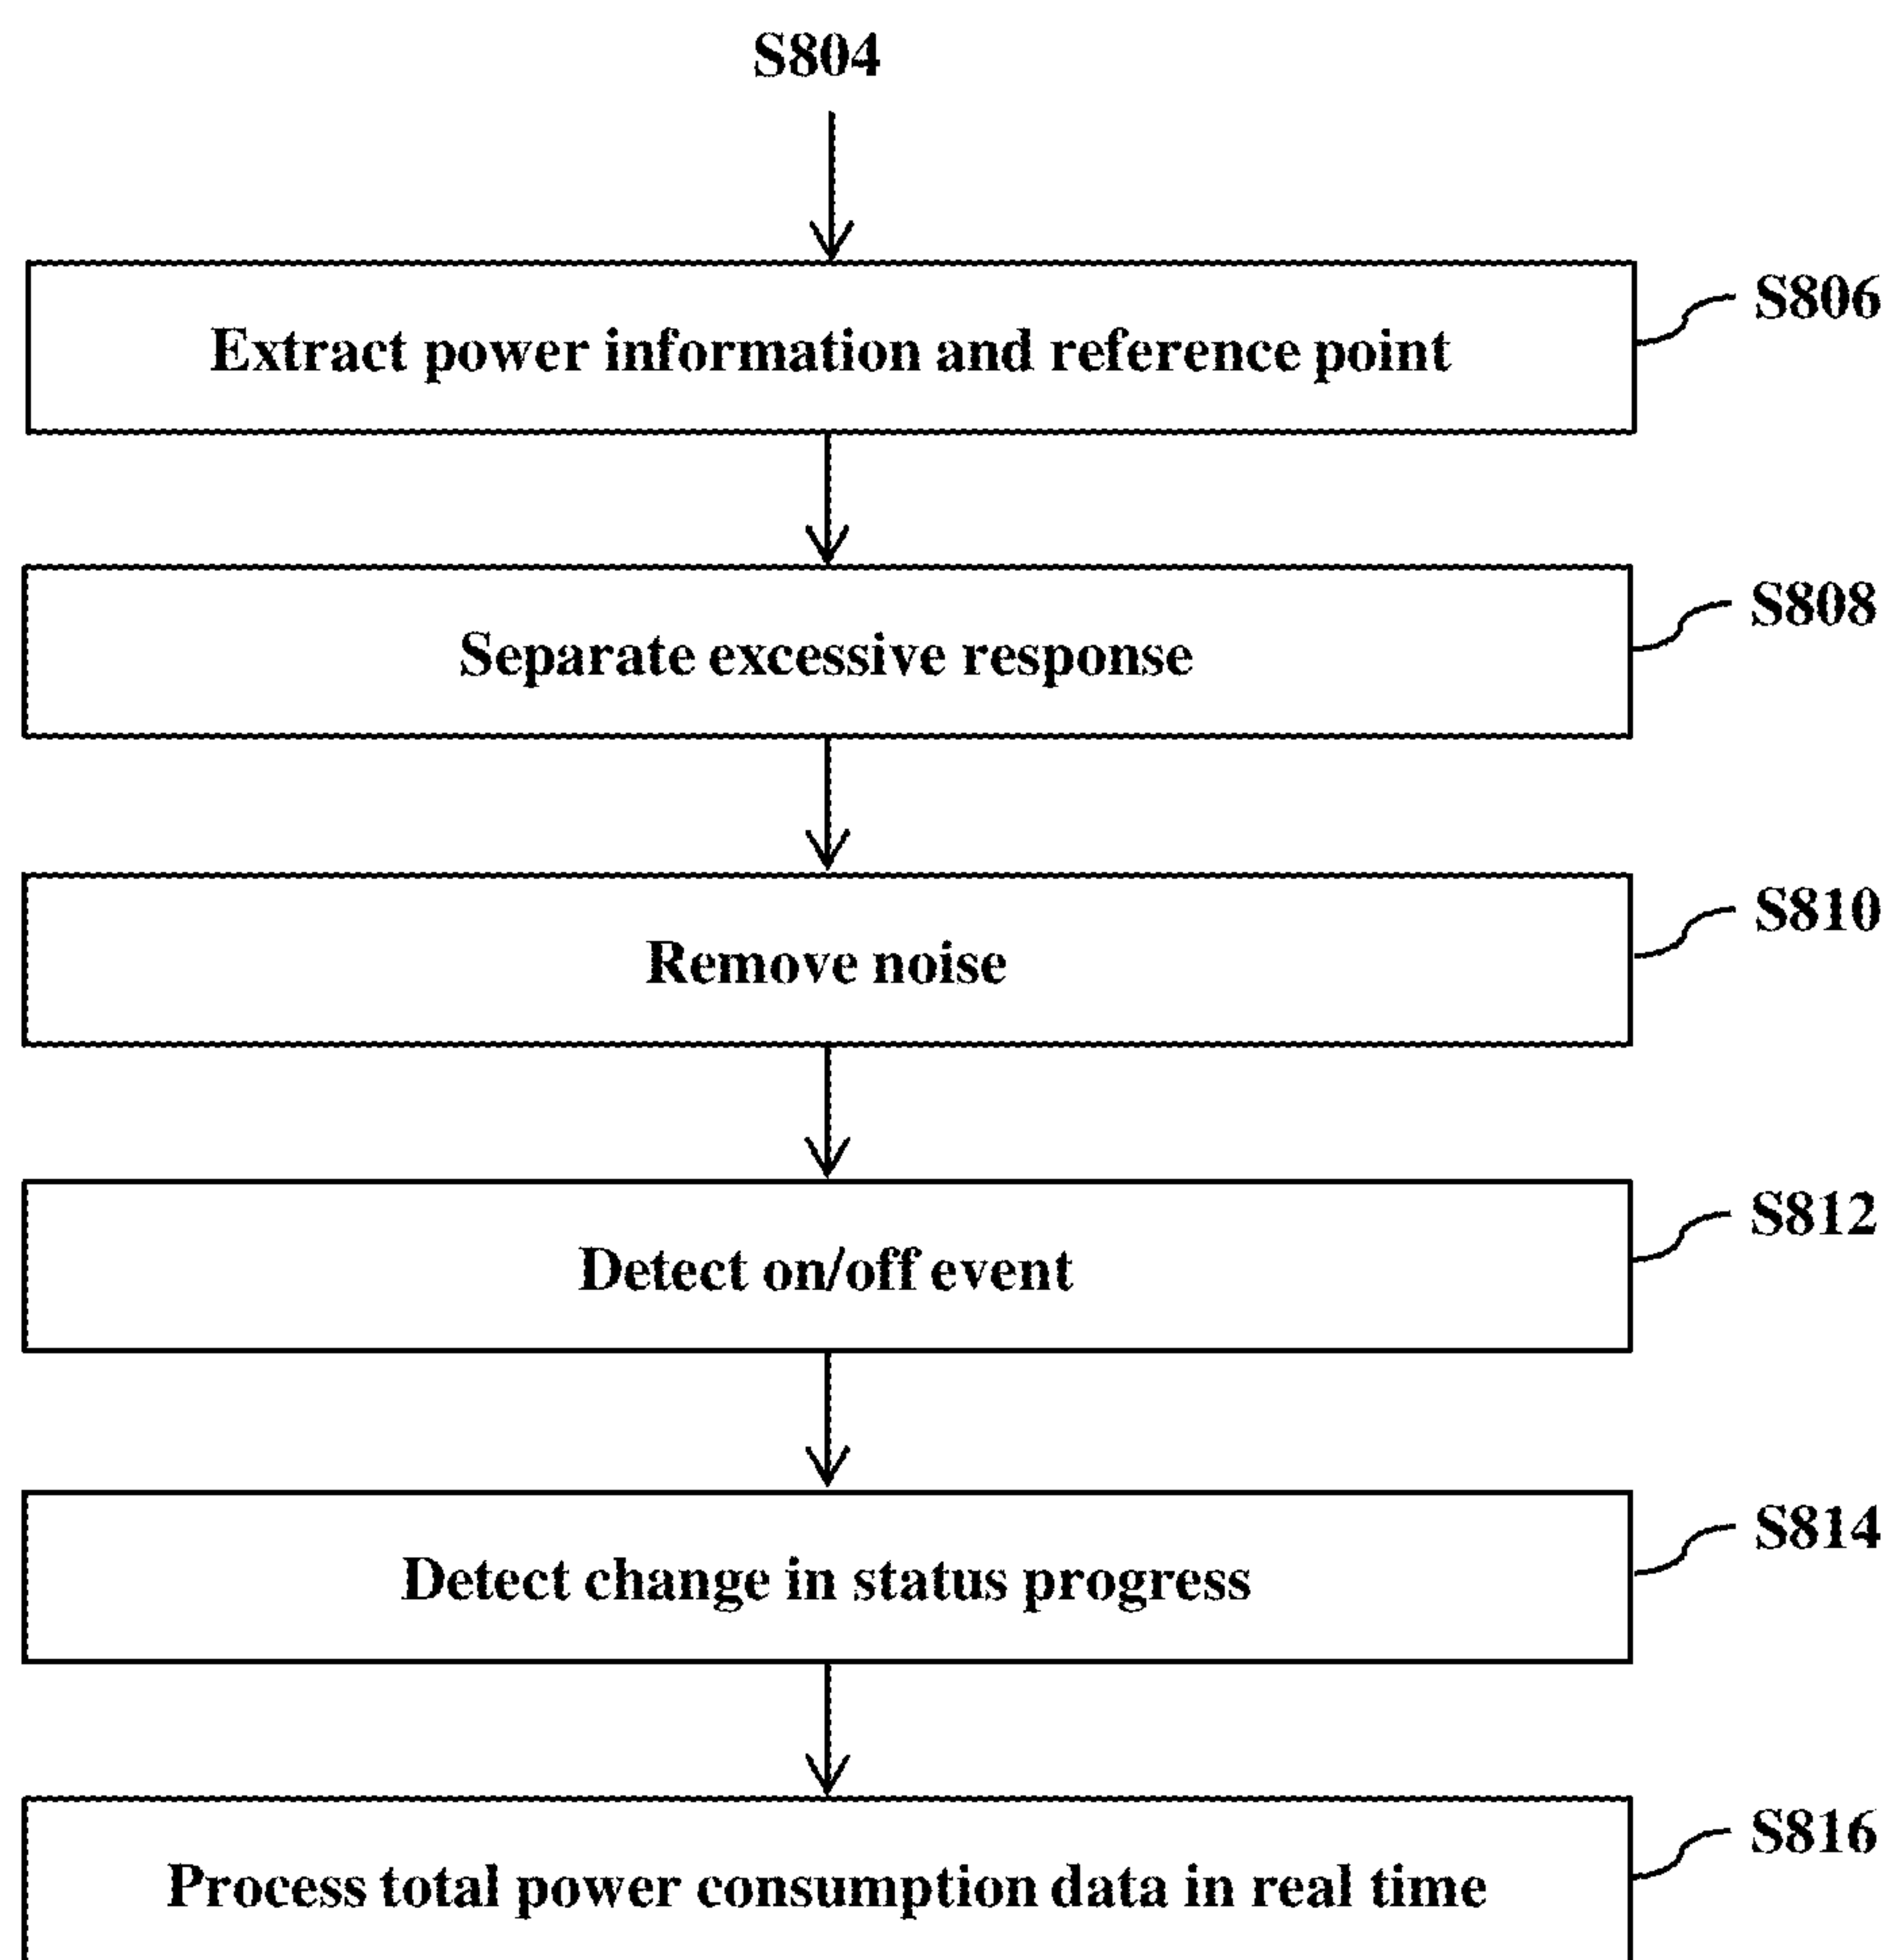 S804
Extract power information and reference point
S806
Separate excessive response
S808
Remove noise
S810
Detect on/off event
S812
Detect change in status progress
S814
Process total power consumption data in real time
S816